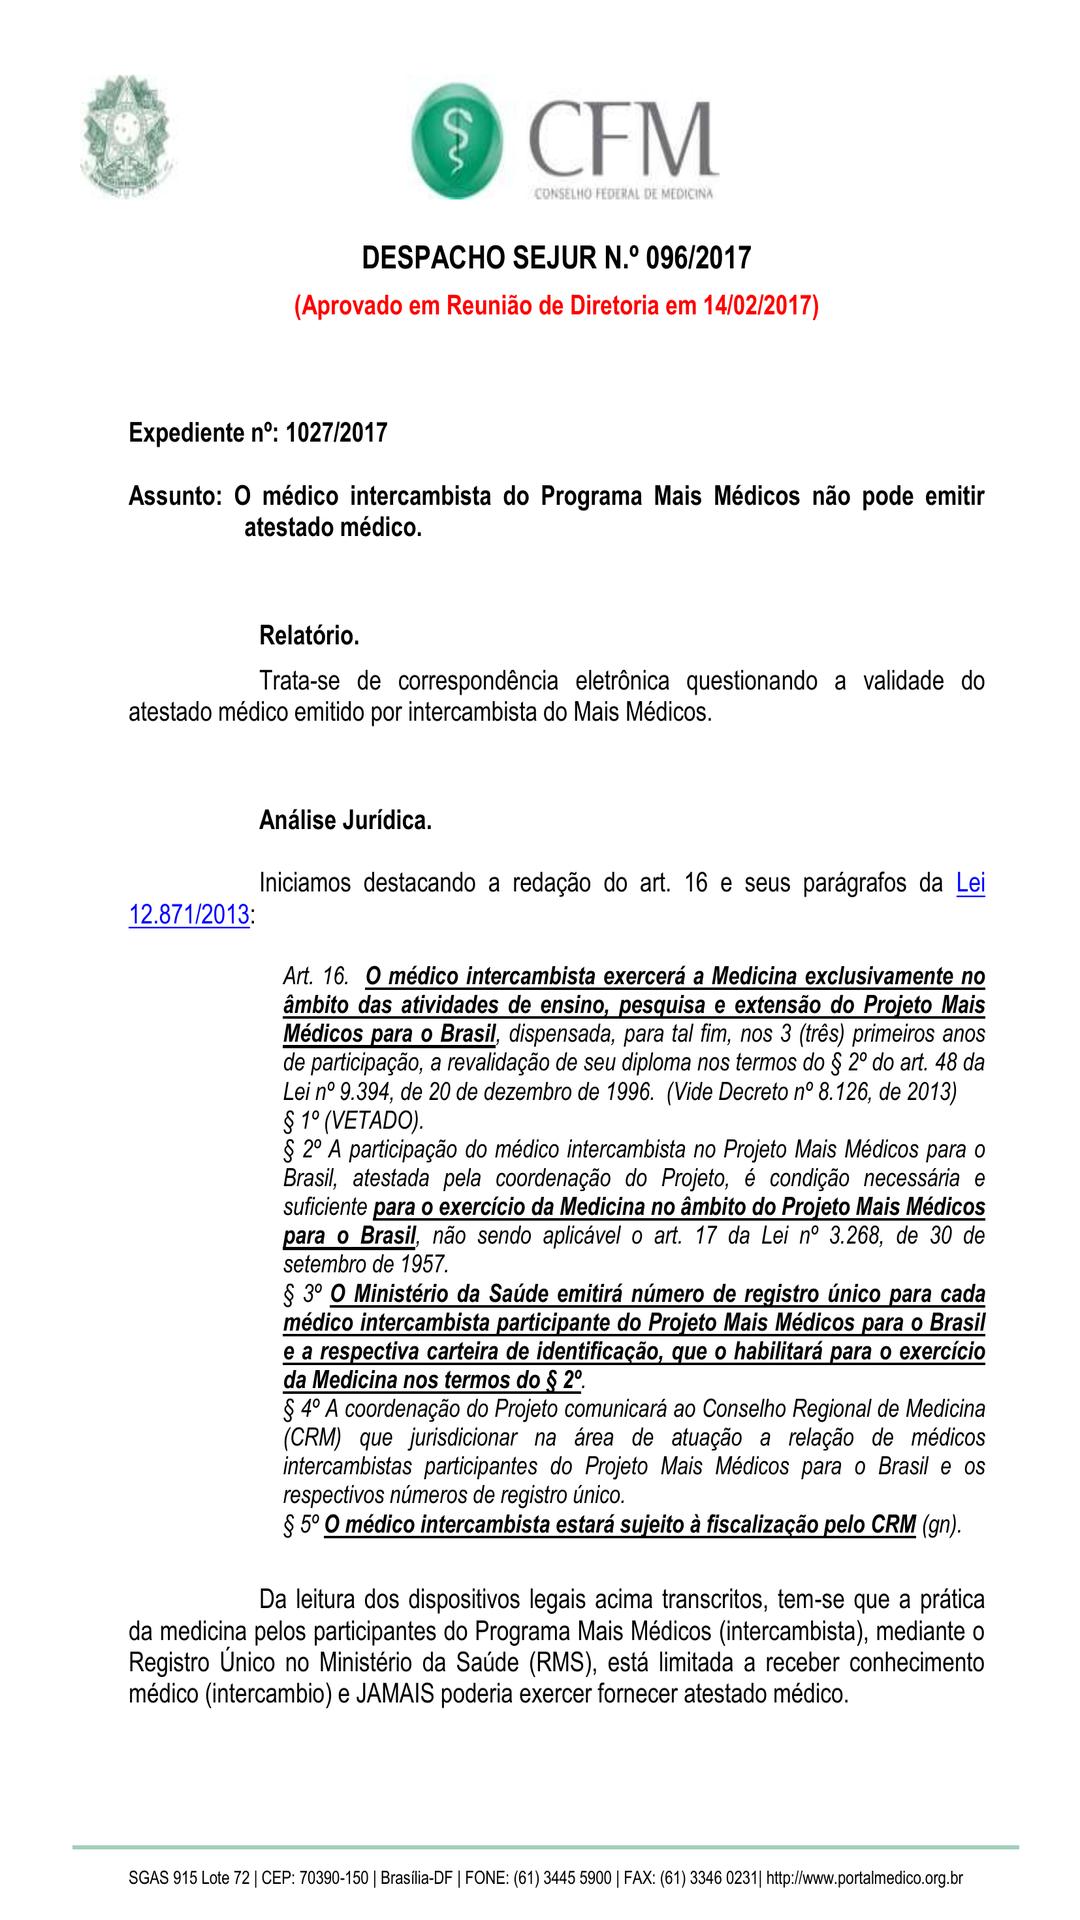 CFM
CONSELHO FEDERAL DE MEDICINA
DESPACHO SEJUR N.º 096/2017
(Aprovado em Reunião de Diretoria em 14/02/2017)
Expediente nº: 1027/2017
Assunto: O médico intercambista do Programa Mais Médicos não pode emitir
atestado médico.
Relatório.
Trata-se de correspondência eletrônica questionando a validade do
atestado médico emitido por intercambista do Mais Médicos.
Análise Jurídica.
Iniciamos destacando a redação do art. 16 e seus parágrafos da Lei
12.871/2013:
Art. 16.  O médico intercambista exercerá a Medicina exclusivamente no
âmbito das atividades de ensino, pesquisa e extensão do Projeto Mais
Médicos para o Brasil, dispensada, para tal fim, nos 3 (três) primeiros anos
de participação, a revalidação de seu diploma nos termos do § 2º do art. 48 da
Lei nº 9.394, de 20 de dezembro de 1996.  (Vide Decreto nº 8.126, de 2013)
§ 1º (VETADO).
§ 2º A participação do médico intercambista no Projeto Mais Médicos para o
Brasil, atestada pela coordenação do Projeto, é condição necessária e
suficiente para o exercício da Medicina no âmbito do Projeto Mais Médicos
para o Brasil, não sendo aplicável o art. 17 da Lei nº 3.268, de 30 de
setembro de 1957.
§ 3º O Ministério da Saúde emitirá número de registro único para cada
médico intercambista participante do Projeto Mais Médicos para o Brasil
e a respectiva carteira de identificação, que o habilitará para o exercício
da Medicina nos termos do § 2º.
§ 4º A coordenação do Projeto comunicará ao Conselho Regional de Medicina
(CRM) que jurisdicionar na área de atuação a relação de médicos
intercambistas participantes do Projeto Mais Médicos para o Brasil e os
respectivos números de registro único.
§ 5º O médico intercambista estará sujeito à fiscalização pelo CRM (gn).
Da leitura dos dispositivos legais acima transcritos, tem-se que a prática
da medicina pelos participantes do Programa Mais Médicos (intercambista), mediante o
Registro Único no Ministério da Saúde (RMS), está limitada a receber conhecimento
médico (intercambio) e JAMAIS poderia exercer fornecer atestado médico.
SGAS 915 Lote 72 | CEP: 70390-150 | Brasília-DF | FONE: (61) 3445 5900 | FAX: (61) 3346 0231| http://www.portalmedico.org.br